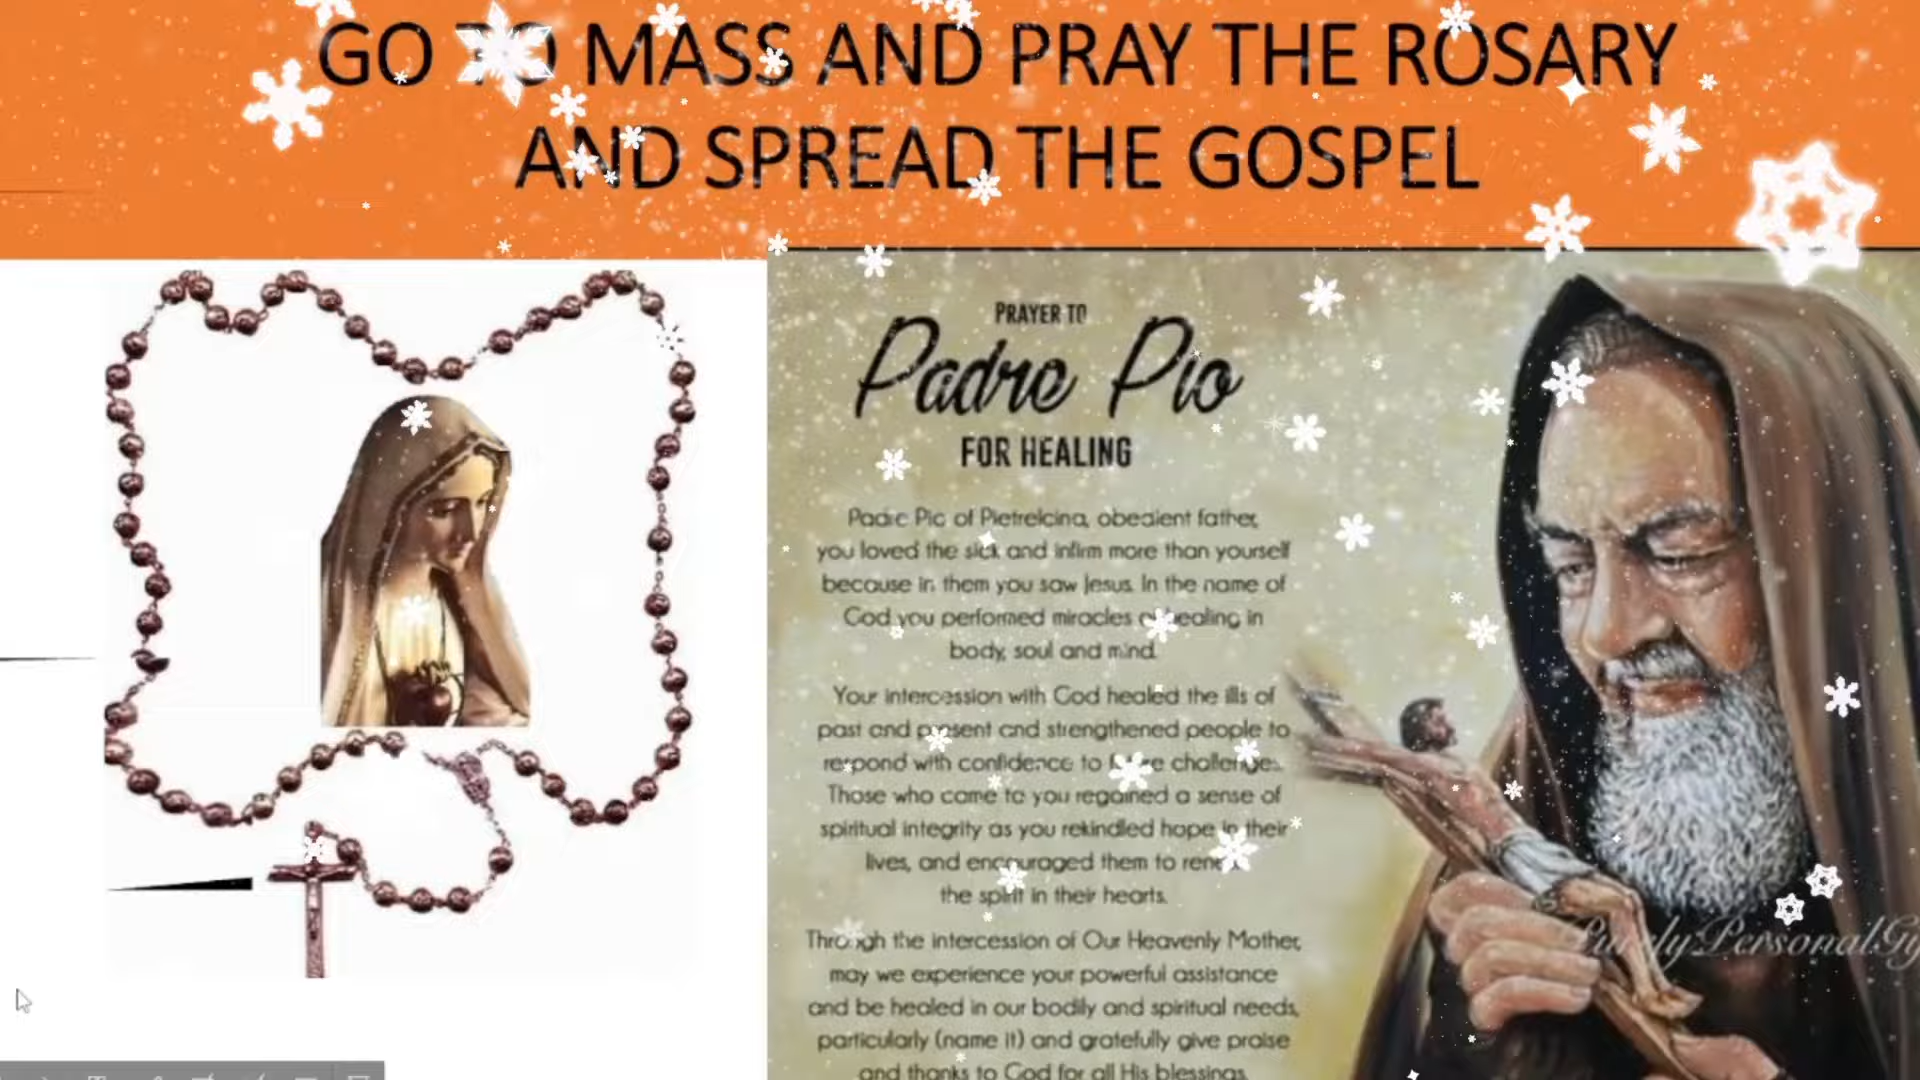 GO TO MASS AND PRAY THE ROSARY
AND SPREAD THE GOSPEL
PRAYER TO
Padre Pio
FOR HEALING
Padre Pio of Pietrelcina, obedient father,
you loved the sick and infirm more than yourself
because in them you saw Jesus. In the name of
God you performed miracles of healing in
body, soul and mind.
Your intercession with God healed the ills of
past and present and strengthened people to
respond with confidence to future challenges.
Those who came to you regained a sense of
spiritual integrity as you rekindled hope in their
lives, and encouraged them to renew
the spirit in their hearts.
Through the intercession of Our Heavenly Mother,
may we experience your powerful assistance
and be healed in our bodily and spiritual needs,
particularly (name it) and gratefully give praise
and thanks to God for all His blessings.